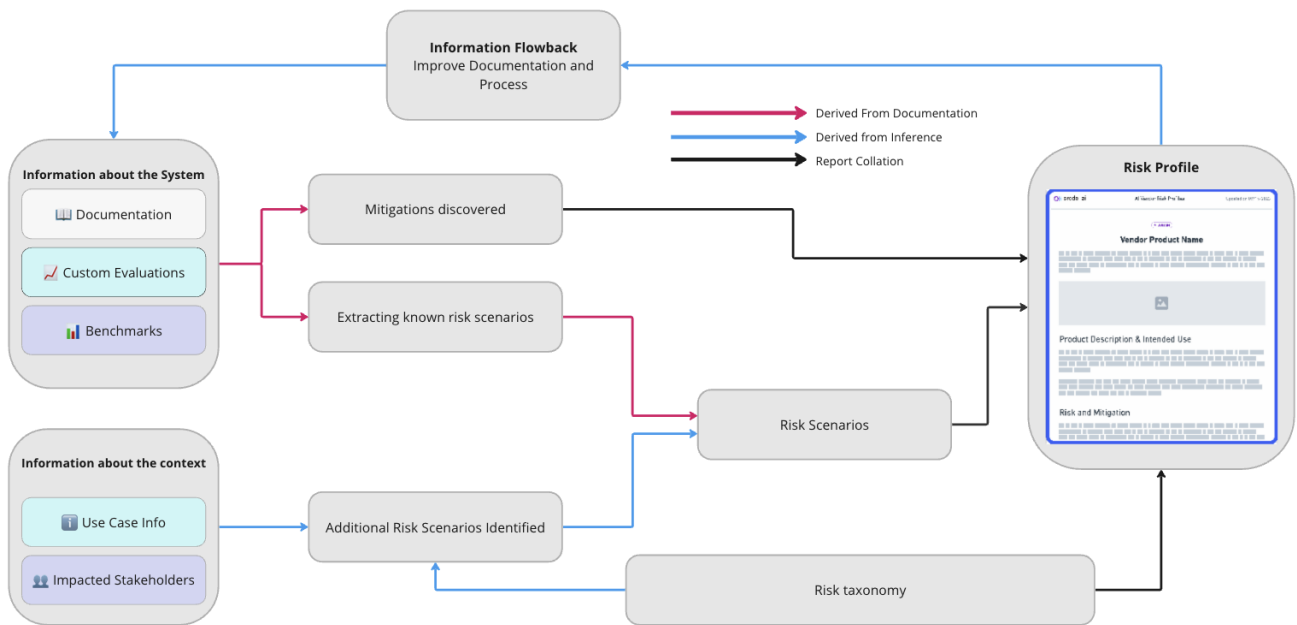 Information Flowback
Improve Documentation and
Process
Derived From Documentation
Derived from Inference
Report Collation
Information about the System
Documentation
Custom Evaluations
Benchmarks
Mitigations discovered
Extracting known risk scenarios
Risk Profile
Vendor Product Name
Product Description & Intended Use
Risk and Mitigation
Risk Scenarios
Information about the context
Use Case Info
Impacted Stakeholders
Additional Risk Scenarios Identified
Risk taxonomy